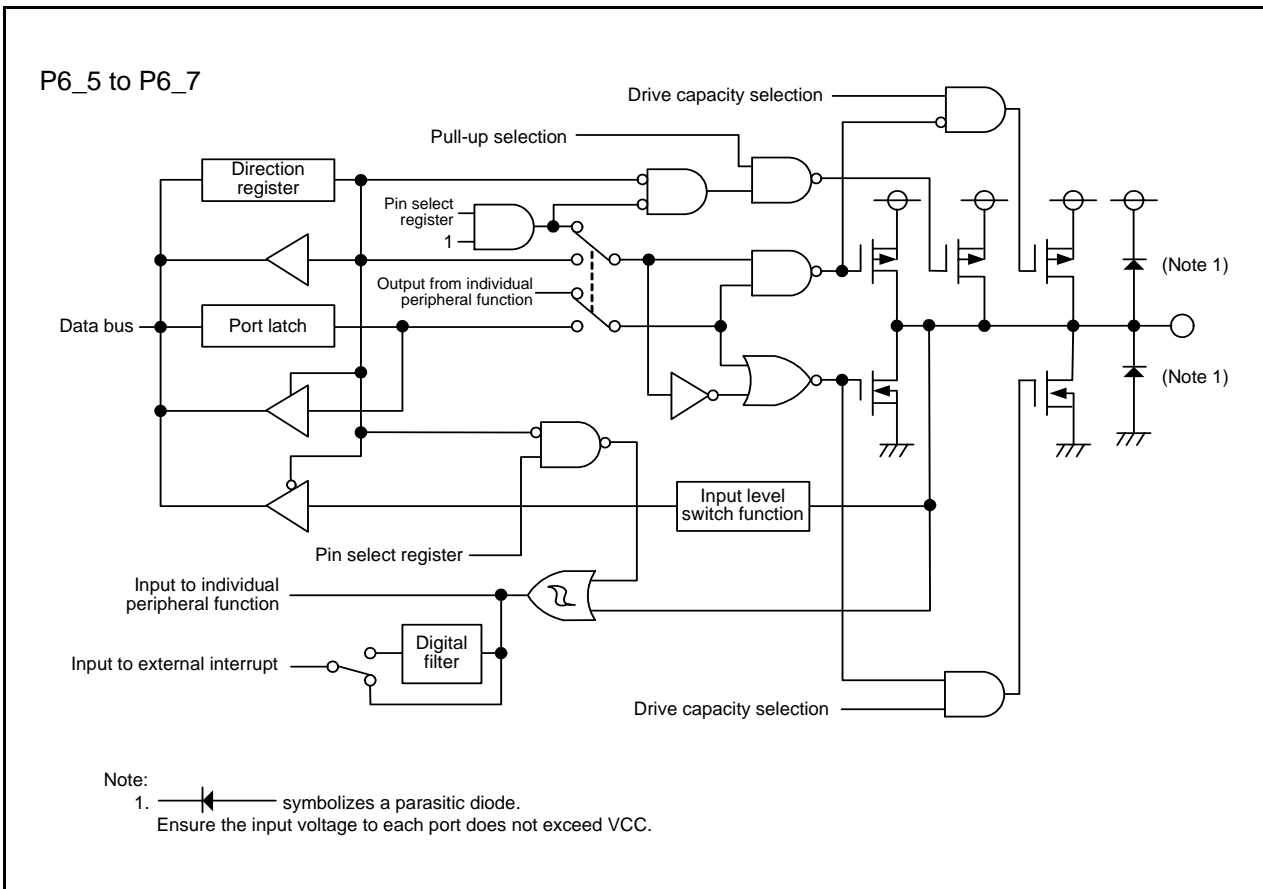 P6_5 to P6_7
Drive capacity selection
Pull-up selection
Direction
register
Pin select
register
1
Output from individual
peripheral function
(Note 1)
Data bus
Port latch
(Note 1)
Input level
switch function
Pin select register
Input to individual
peripheral function
Digital
filter
Input to external interrupt
Drive capacity selection
Note:
1. symbolizes a parasitic diode.
Ensure the input voltage to each port does not exceed VCC.